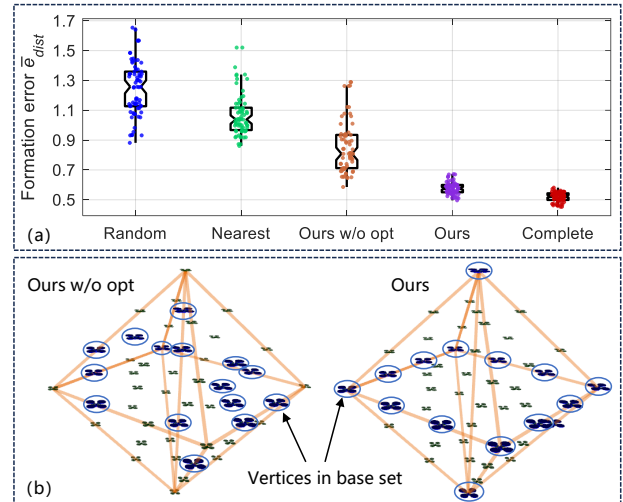 Formation error ē_dist
1.7
1.5
1.3
1.1
0.9
0.7
0.5
(a)
Random Nearest Ours w/o opt Ours Complete
Ours w/o opt Ours
Vertices in base set
(b)